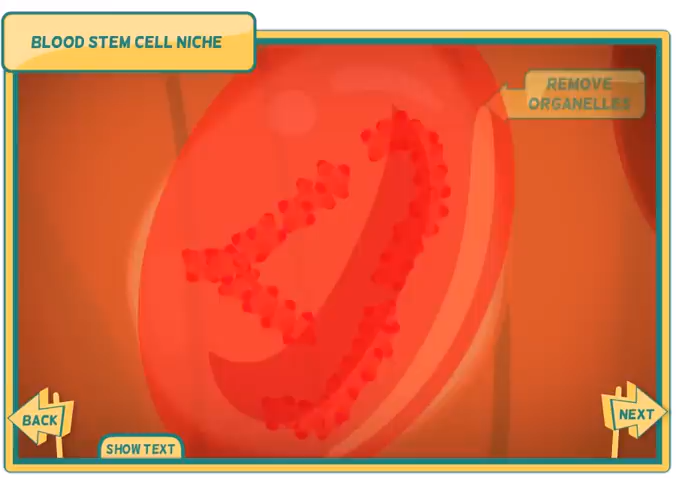 BLOOD STEM CELL NICHE
REMOVE
ORGANELLES
BACK
NEXT
SHOW TEXT